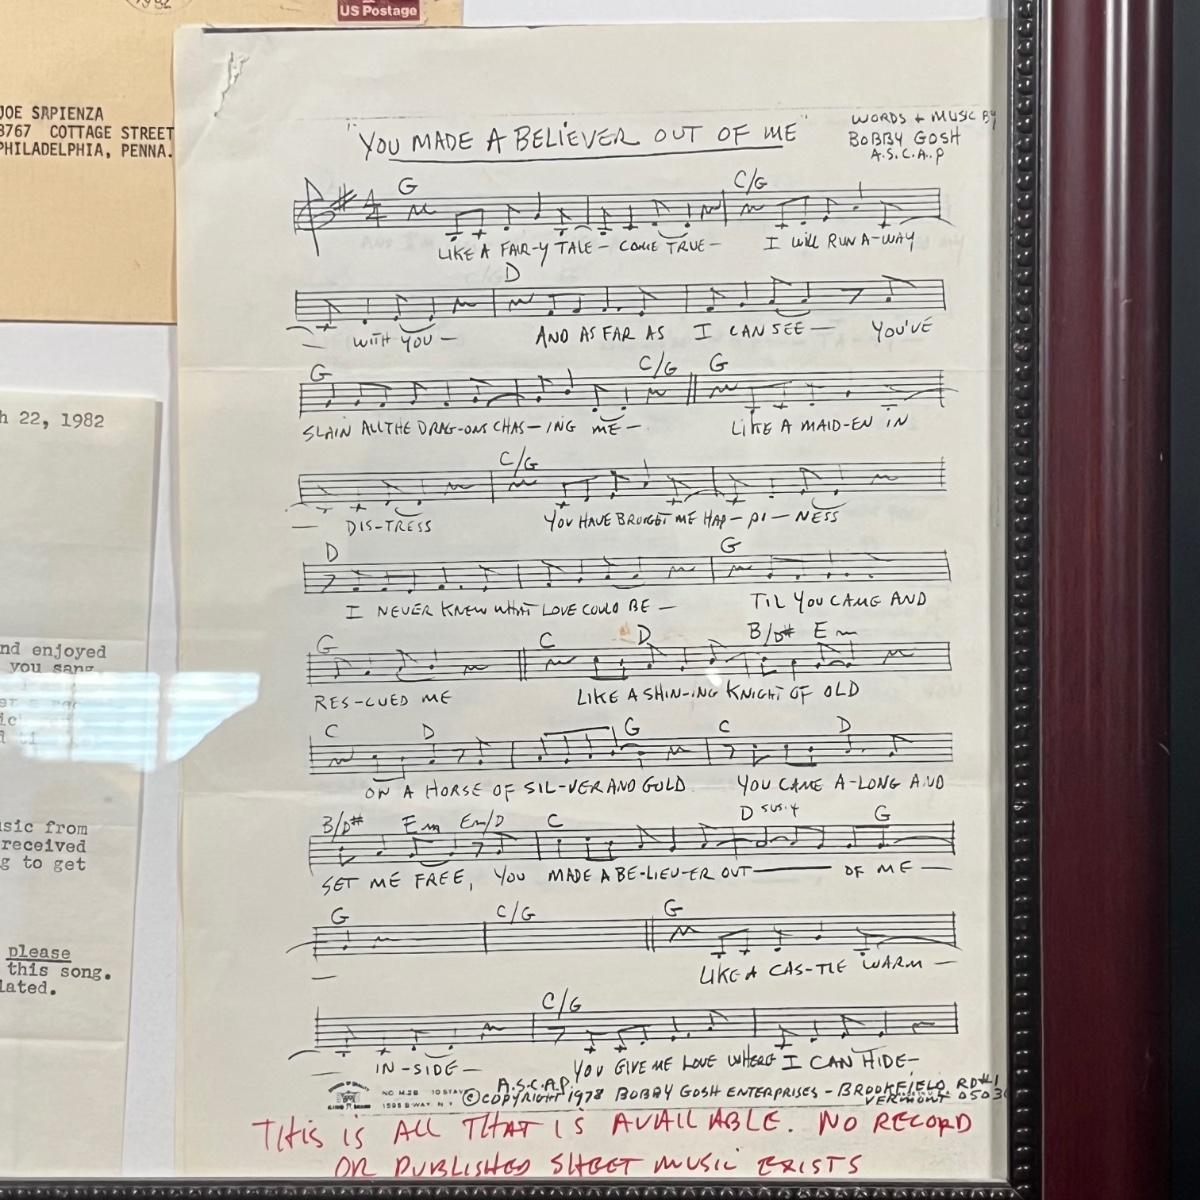 1982
US Postage
JOE SAPIENZA
8767 COTTAGE STREET
PHILADELPHIA, PENNA.
"YOU MADE A BELIEVER OUT OF ME"
WORDS + MUSIC BY
BOBBY GOSH
A.S.C.A.P
G C/G
4/4
LIKE A FAIR-Y TALE - COME TRUE - I WILL RUN A-WAY
D
- WITH YOU - AND AS FAR AS I CAN SEE - YOU'VE
G C/G G
SLAIN ALL THE DRAG-ONS CHAS-ING ME - LIKE A MAID-EN IN
C/G
- DIS-TRESS YOU HAVE BROUGHT ME HAP-PI-NESS
D G
I NEVER KNEW WHAT LOVE COULD BE - TIL YOU CAME AND
G C D B/D# Em
RES-CUED ME LIKE A SHIN-ING KNIGHT OF OLD
C D G C D
ON A HORSE OF SIL-VER AND GOLD YOU CAME A-LONG AND
B/D# Em Em/D C D sus.4 G
SET ME FREE, YOU MADE A BE-LIEV-ER OUT - OF ME -
G C/G G
- LIKE A CAS-TLE WARM -
C/G
- IN-SIDE - YOU GIVE ME LOVE WHERE I CAN HIDE-
A.S.C.A.P.
© COPYRIGHT 1978 BOBBY GOSH ENTERPRISES - BROOKFIELD, RD#1
VERMONT 0503
THIS IS ALL THAT IS AVAILABLE. NO RECORD
OR PUBLISHED SHEET MUSIC EXISTS
h 22, 1982
nd enjoyed
you sang
usic from
received
g to get
please
this song.
lated.